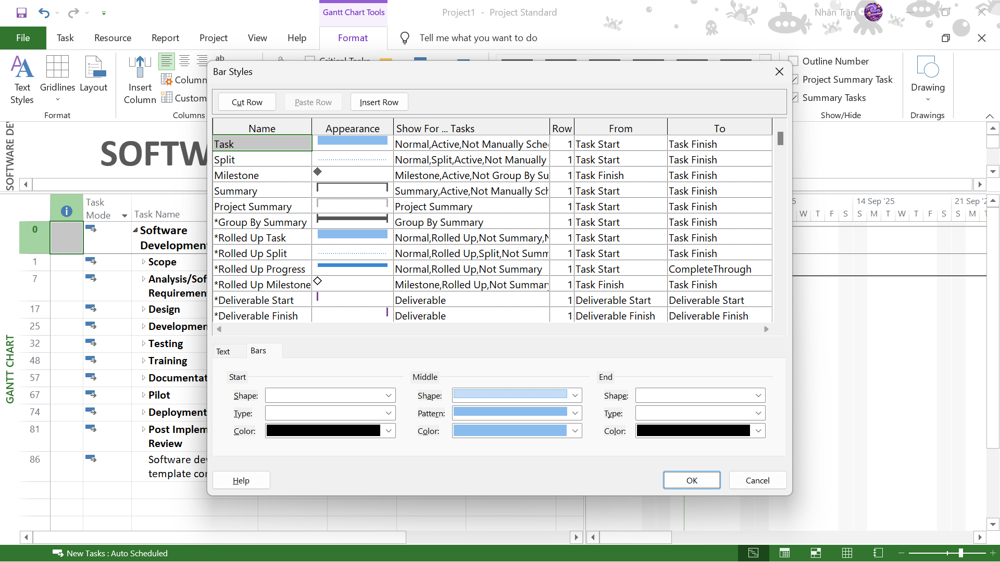 Gantt Chart Tools
Project1 - Project Standard
Nhân Trần
File
Task
Resource
Report
Project
View
Help
Format
Tell me what you want to do
Text Styles
Gridlines
Layout
Format
Insert Column
Column
Custom
Columns
ab
Critical Tasks
Outline Number
Project Summary Task
Summary Tasks
Show/Hide
Drawing
Drawings
Bar Styles
Cut Row
Paste Row
Insert Row
Name Appearance Show For ... Tasks Row From To
Task Normal,Active,Not Manually Sche 1 Task Start Task Finish
Split Normal,Split,Active,Not Manually 1 Task Start Task Finish
Milestone Milestone,Active,Not Group By Su 1 Task Finish Task Finish
Summary Summary,Active,Not Manually Sch 1 Task Start Task Finish
Project Summary Project Summary 1 Task Start Task Finish
*Group By Summary Group By Summary 1 Task Start Task Finish
*Rolled Up Task Normal,Rolled Up,Not Summary,N 1 Task Start Task Finish
*Rolled Up Split Normal,Rolled Up,Split,Not Summ 1 Task Start Task Finish
*Rolled Up Progress Normal,Rolled Up,Not Summary 1 Task Start CompleteThrough
*Rolled Up Milestone Milestone,Rolled Up,Not Summar 1 Task Finish Task Finish
*Deliverable Start Deliverable 1 Deliverable Start Deliverable Start
*Deliverable Finish Deliverable 1 Deliverable Finish Deliverable Finish
Text
Bars
Start
Shape:
Type:
Color:
Middle
Shape:
Pattern:
Color:
End
Shape:
Type:
Color:
Help
OK
Cancel
SOFTWARE DEV
SOFTW
GANTT CHART
Task Mode
Task Name
0 Software
Development
1 Scope
7 Analysis/Sof
Requiremen
17 Design
25 Developmen
32 Testing
48 Training
57 Documentat
67 Pilot
74 Deployment
81 Post Implem
Review
86 Software dev
template con
5 14 Sep '25 21 Sep '2
W T F S S M T W T F S S M T
New Tasks : Auto Scheduled